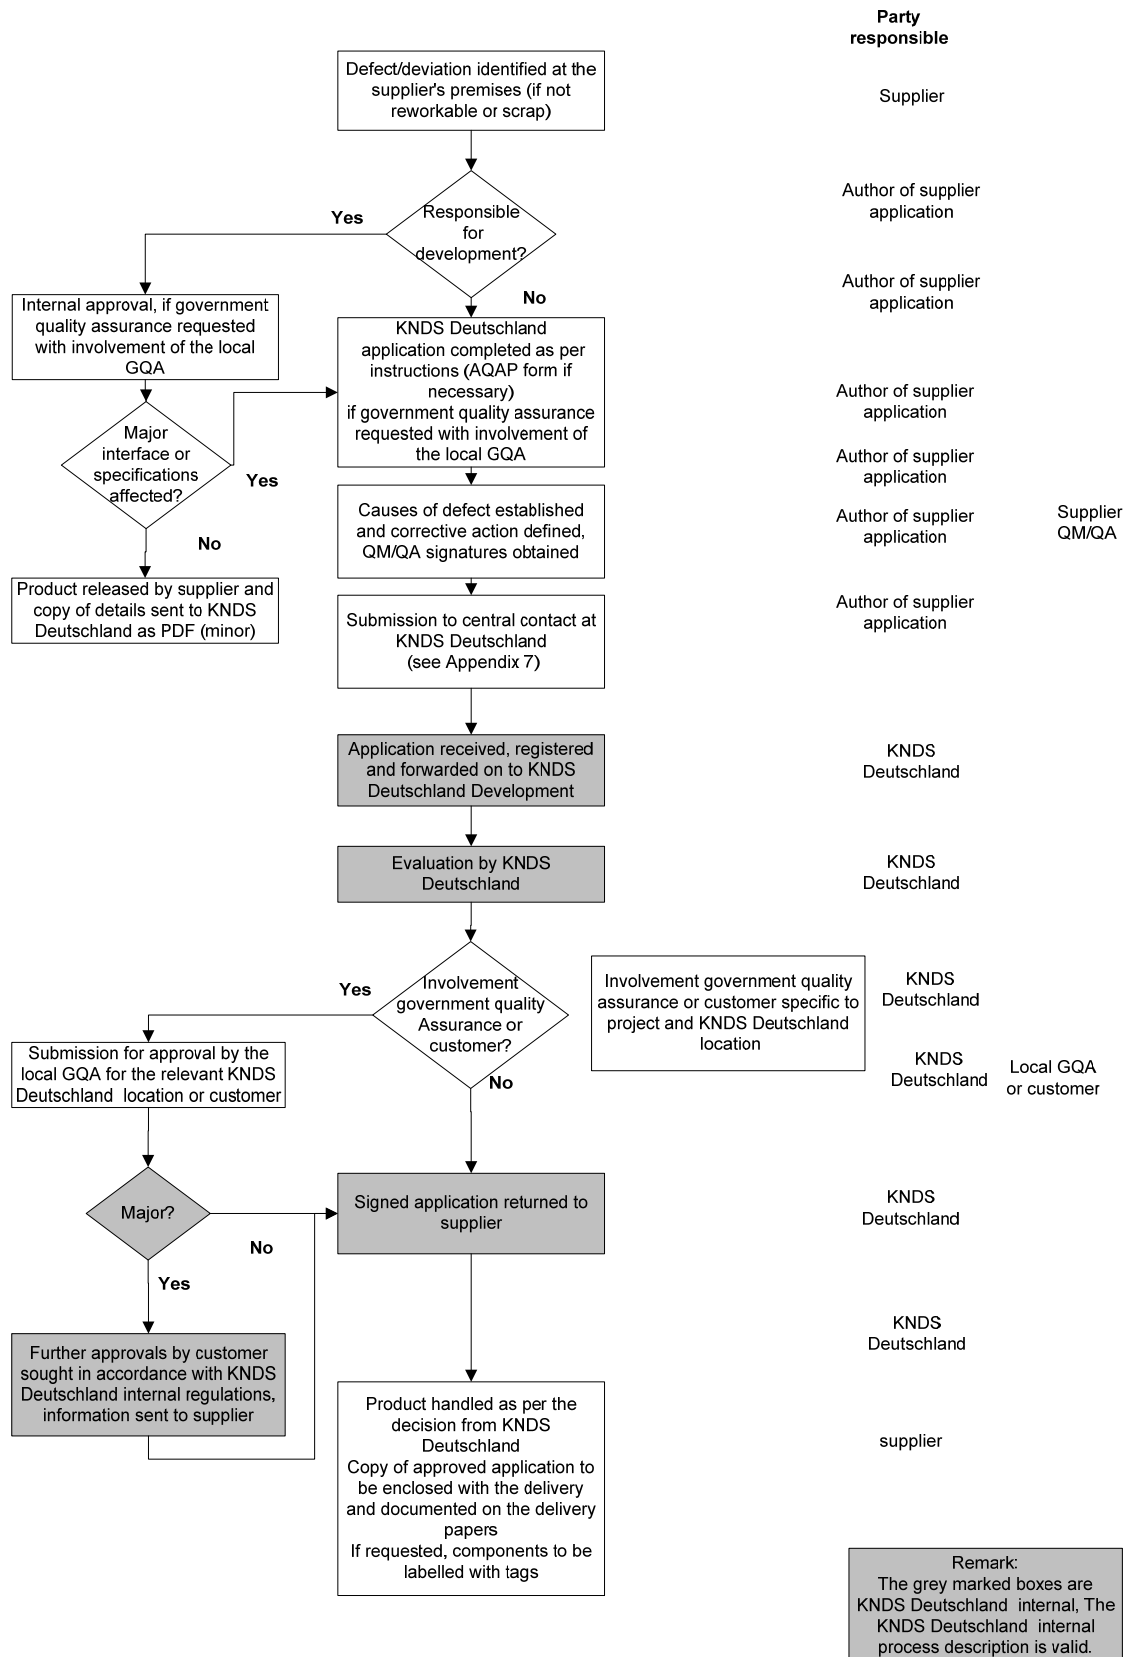 Party
responsible
Defect/deviation identified at the
supplier's premises (if not
reworkable or scrap)
Supplier
Responsible
for
development?
Yes
No
Author of supplier
application
Internal approval, if government
quality assurance requested
with involvement of the local
GQA
Author of supplier
application
KNDS Deutschland
application completed as per
instructions (AQAP form if
necessary)
if government quality assurance
requested with involvement of
the local GQA
Author of supplier
application
Major
interface or
specifications
affected?
Yes
No
Author of supplier
application
Causes of defect established
and corrective action defined,
QM/QA signatures obtained
Author of supplier
application
Supplier
QM/QA
Product released by supplier and
copy of details sent to KNDS
Deutschland as PDF (minor)
Submission to central contact at
KNDS Deutschland
(see Appendix 7)
Author of supplier
application
Application received, registered
and forwarded on to KNDS
Deutschland Development
KNDS
Deutschland
Evaluation by KNDS
Deutschland
KNDS
Deutschland
Involvement
government quality
Assurance or
customer?
Yes
No
Involvement government quality
assurance or customer specific to
project and KNDS Deutschland
location
KNDS
Deutschland
Submission for approval by the
local GQA for the relevant KNDS
Deutschland  location or customer
KNDS
Deutschland
Local GQA
or customer
Major?
No
Yes
Signed application returned to
supplier
KNDS
Deutschland
Further approvals by customer
sought in accordance with KNDS
Deutschland internal regulations,
information sent to supplier
KNDS
Deutschland
Product handled as per the
decision from KNDS
Deutschland
Copy of approved application to
be enclosed with the delivery
and documented on the delivery
papers
If requested, components to be
labelled with tags
supplier
Remark:
The grey marked boxes are
KNDS Deutschland  internal, The
KNDS Deutschland  internal
process description is valid.